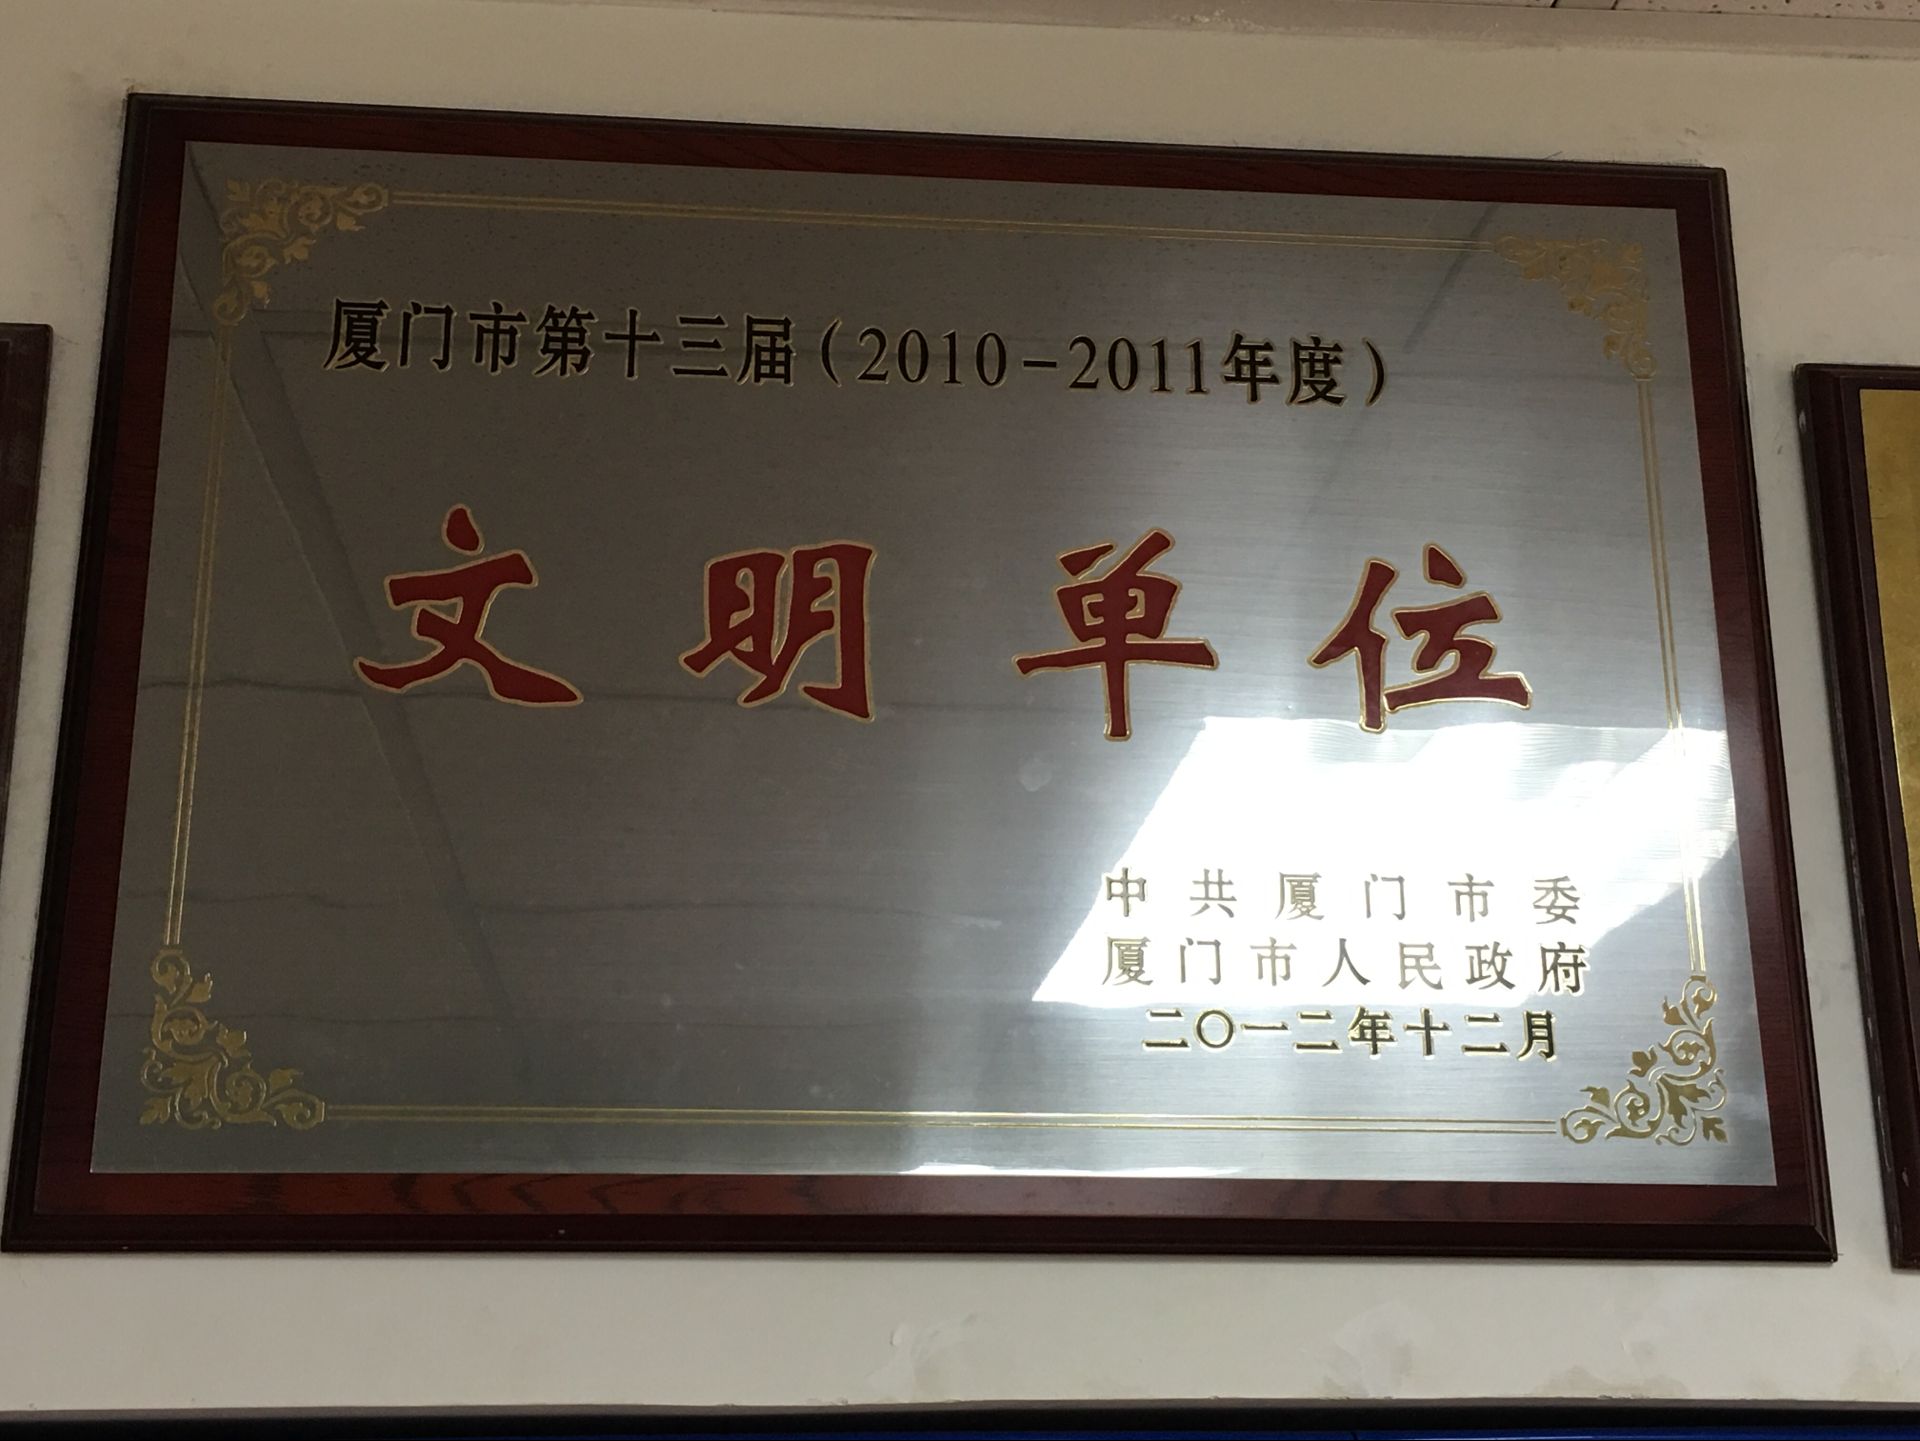 厦门市第十三届（2010-2011年度）
文明单位
中共厦门市委
厦门市人民政府
二〇一二年十二月